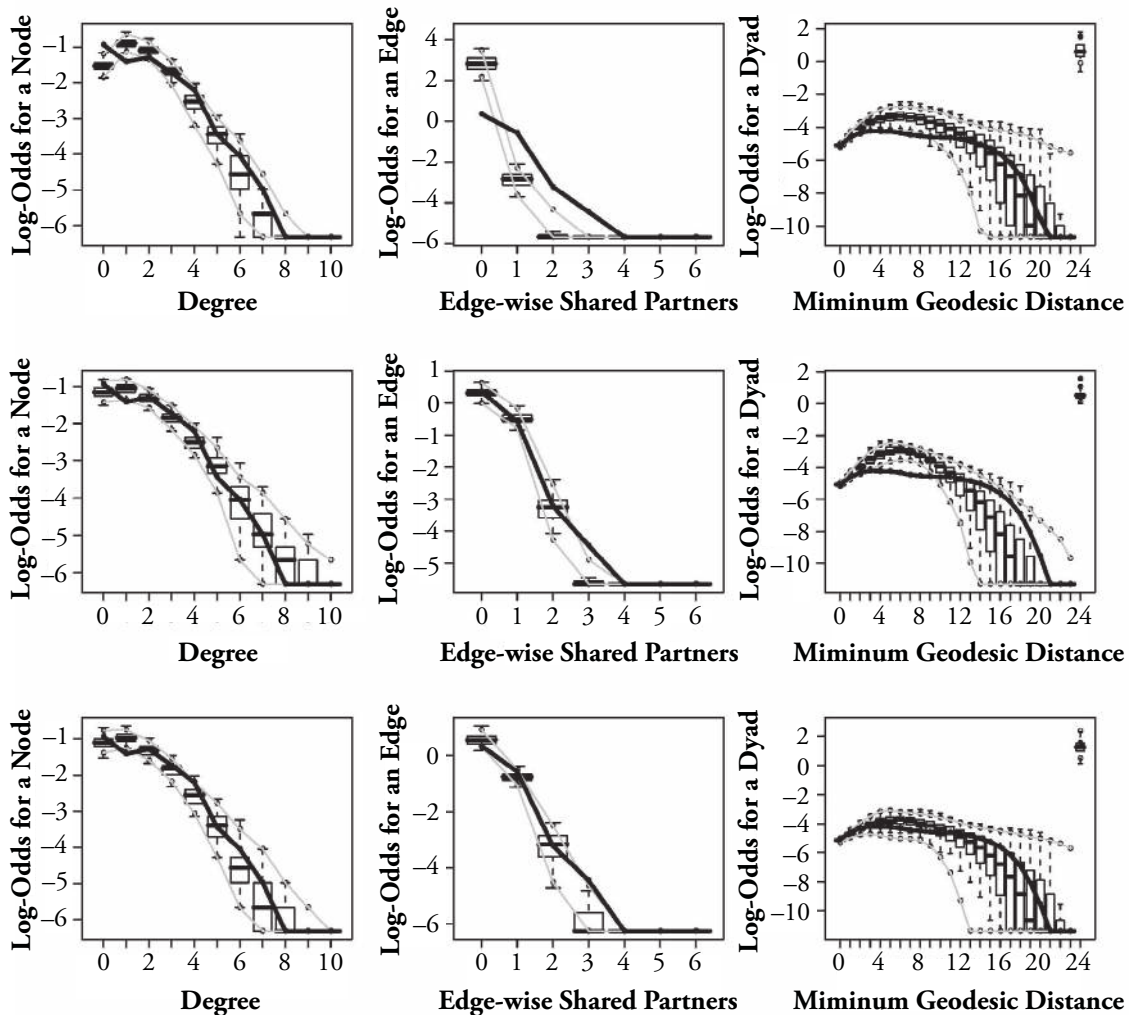 Log-Odds for a Node
−1
−2
−3
−4
−5
−6
0 2 4 6 8 10
Degree
Log-Odds for an Edge
4
2
0
−2
−4
−6
0 1 2 3 4 5 6
Edge-wise Shared Partners
Log-Odds for a Dyad
2
0
−2
−4
−6
−8
−10
0 4 8 12 16 20 24
Miminum Geodesic Distance
Log-Odds for a Node
−1
−2
−3
−4
−5
−6
0 2 4 6 8 10
Degree
Log-Odds for an Edge
1
0
−1
−2
−3
−4
−5
0 1 2 3 4 5 6
Edge-wise Shared Partners
Log-Odds for a Dyad
2
0
−2
−4
−6
−8
−10
0 4 8 12 16 20 24
Miminum Geodesic Distance
Log-Odds for a Node
−1
−2
−3
−4
−5
−6
0 2 4 6 8 10
Degree
Log-Odds for an Edge
0
−2
−4
−6
0 1 2 3 4 5 6
Edge-wise Shared Partners
Log-Odds for a Dyad
2
0
−2
−4
−6
−8
−10
0 4 8 12 16 20 24
Miminum Geodesic Distance